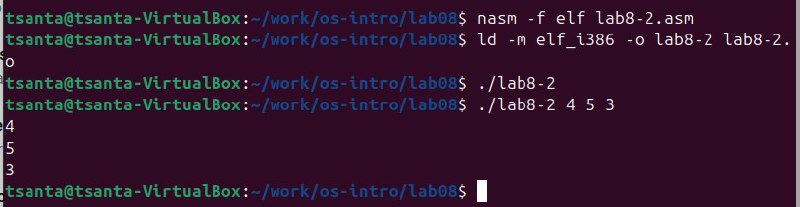 tsanta@tsanta-VirtualBox:~/work/os-intro/lab08$ nasm -f elf lab8-2.asm
tsanta@tsanta-VirtualBox:~/work/os-intro/lab08$ ld -m elf_i386 -o lab8-2 lab8-2.
o
tsanta@tsanta-VirtualBox:~/work/os-intro/lab08$ ./lab8-2
tsanta@tsanta-VirtualBox:~/work/os-intro/lab08$ ./lab8-2 4 5 3
4
5
3
tsanta@tsanta-VirtualBox:~/work/os-intro/lab08$